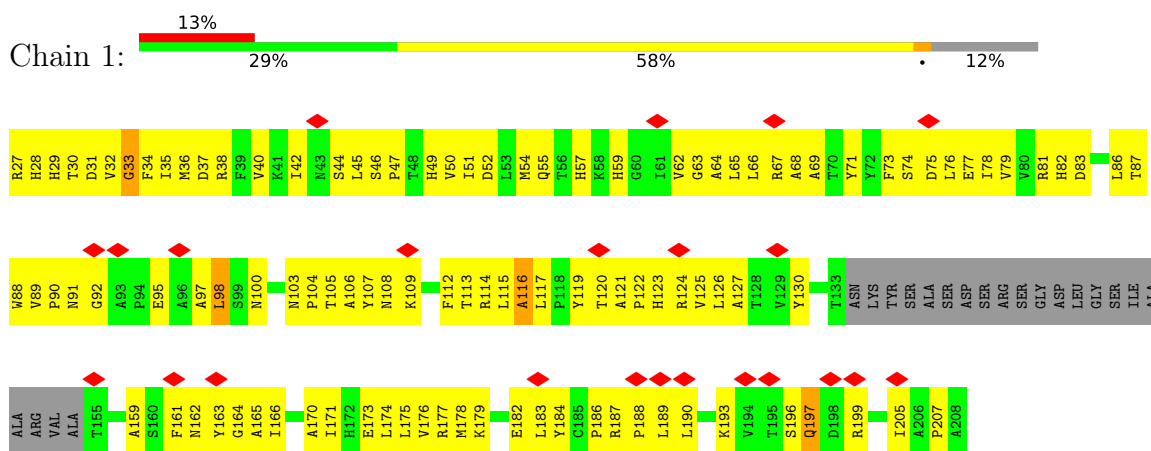 13%
Chain 1:
29% 58% • 12%
R27 H28 H29 T30 D31 V32 G33 F34 I35 M36 D37 R38 F39 V40 K41 I42 N43 S44 L45 S46 P47 T48 H49 V50 I51 D52 L53 M54 Q55 T56 H57 K58 H59 G60 I61 V62 G63 A64 L65 L66 R67 A68 A69 T70 Y71 Y72 F73 S74 D75 L76 E77 I78 V79 V80 R81 H82 D83 L86 T87
W88 V89 P90 N91 G92 A93 P94 E95 A96 A97 L98 S99 N100 N103 P104 T105 A106 Y107 N108 K109 F112 T113 R114 L115 A116 L117 P118 Y119 T120 A121 P122 H123 R124 V125 L126 A127 T128 V129 Y130 T133 ASN LYS TYR SER ALA SER ASP SER ARG SER GLY ASP LEU GLY SER ILE ALA
ALA ARG VAL ALA T155 A159 S160 F161 N162 Y163 G164 A165 I166 A170 I171 H172 E173 L174 L175 V176 R177 M178 K179 E182 L183 Y184 C185 P186 R187 P188 L189 L190 K193 V194 T195 S196 Q197 D198 R199 I205 A206 P207 A208